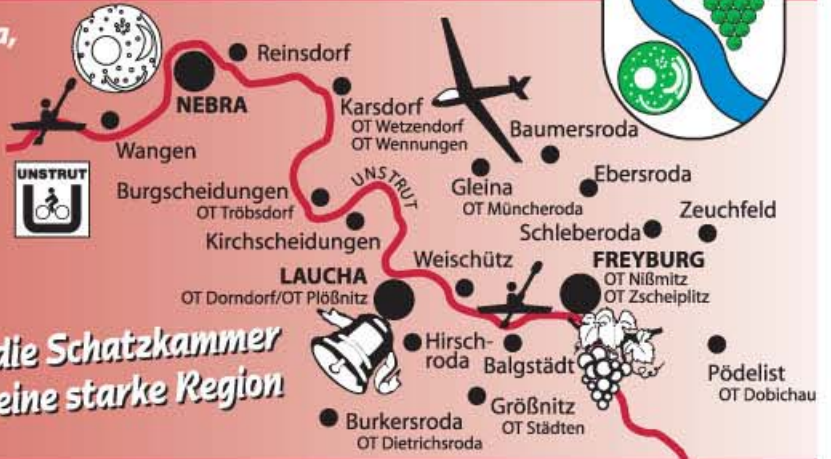 Reinsdorf
NEBRA
Karsdorf
OT Wetzendorf
OT Wennungen
Baumersroda
Wangen
UNSTRUT
Burgscheidungen
OT Tröbsdorf
UNSTRUT
Gleina
OT Müncheroda
Ebersroda
Zeuchfeld
Kirchscheidungen
Schleberoda
Weischütz
FREYBURG
OT Nißmitz
OT Zscheiplitz
LAUCHA
OT Dorndorf/OT Plößnitz
die Schatzkammer
eine starke Region
Hirsch-
roda
Balgstädt
Pödelist
OT Dobichau
Größnitz
OT Städten
Burkersroda
OT Dietrichsroda